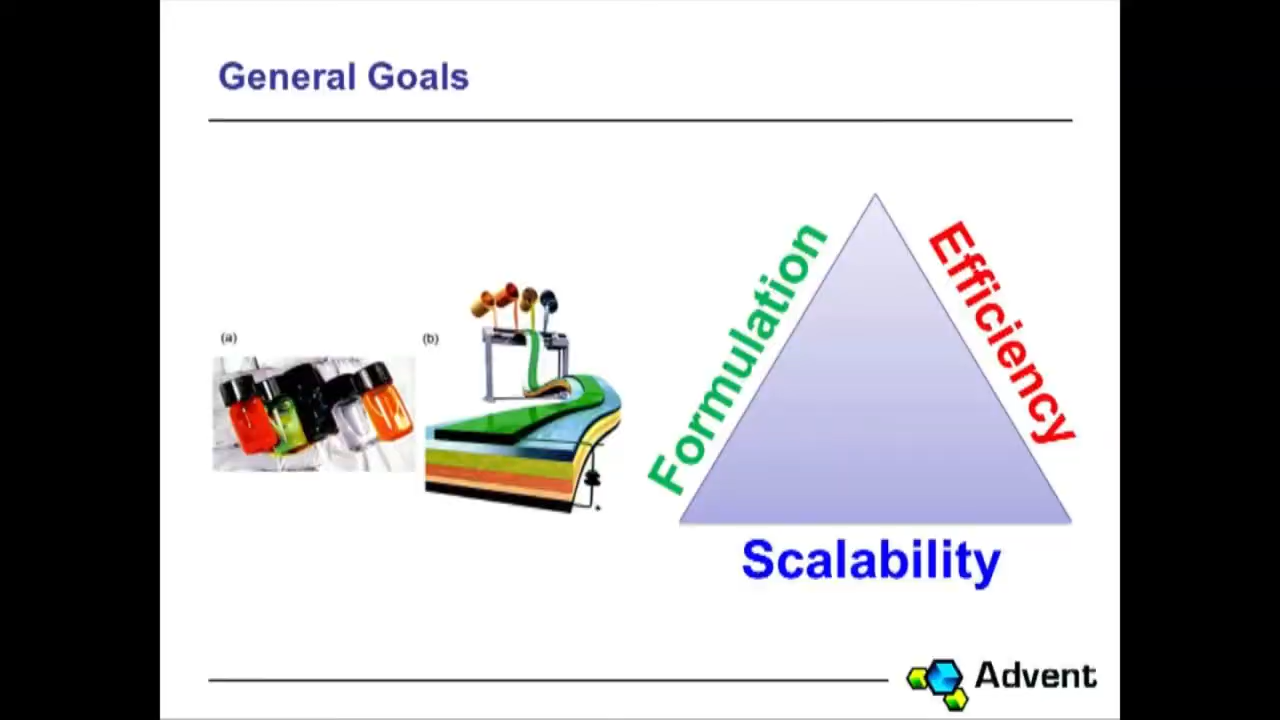 General Goals
(a)
(b)
Formulation
Efficiency
Scalability
Advent